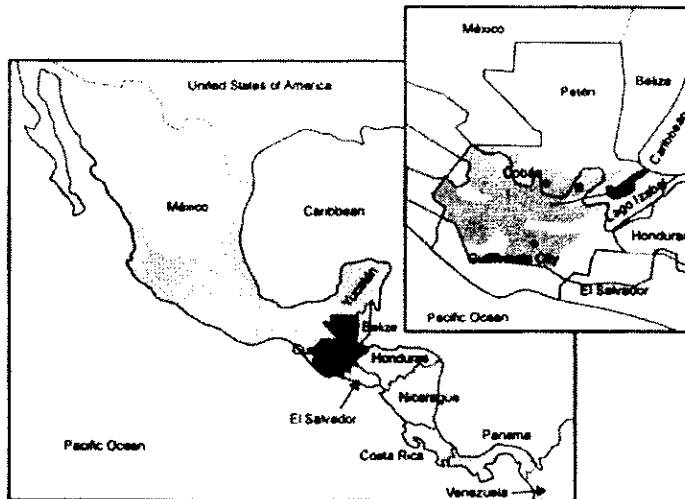 México
United States of America
Petén
Belize
Caribbean
Cobán
Lago Izabal
México
Caribbean
Honduras
Guatemala City
Yucatán
El Salvador
Belize
Pacific Ocean
Honduras
Nicaragua
El Salvador
Pacific Ocean
Costa Rica
Panama
Venezuela